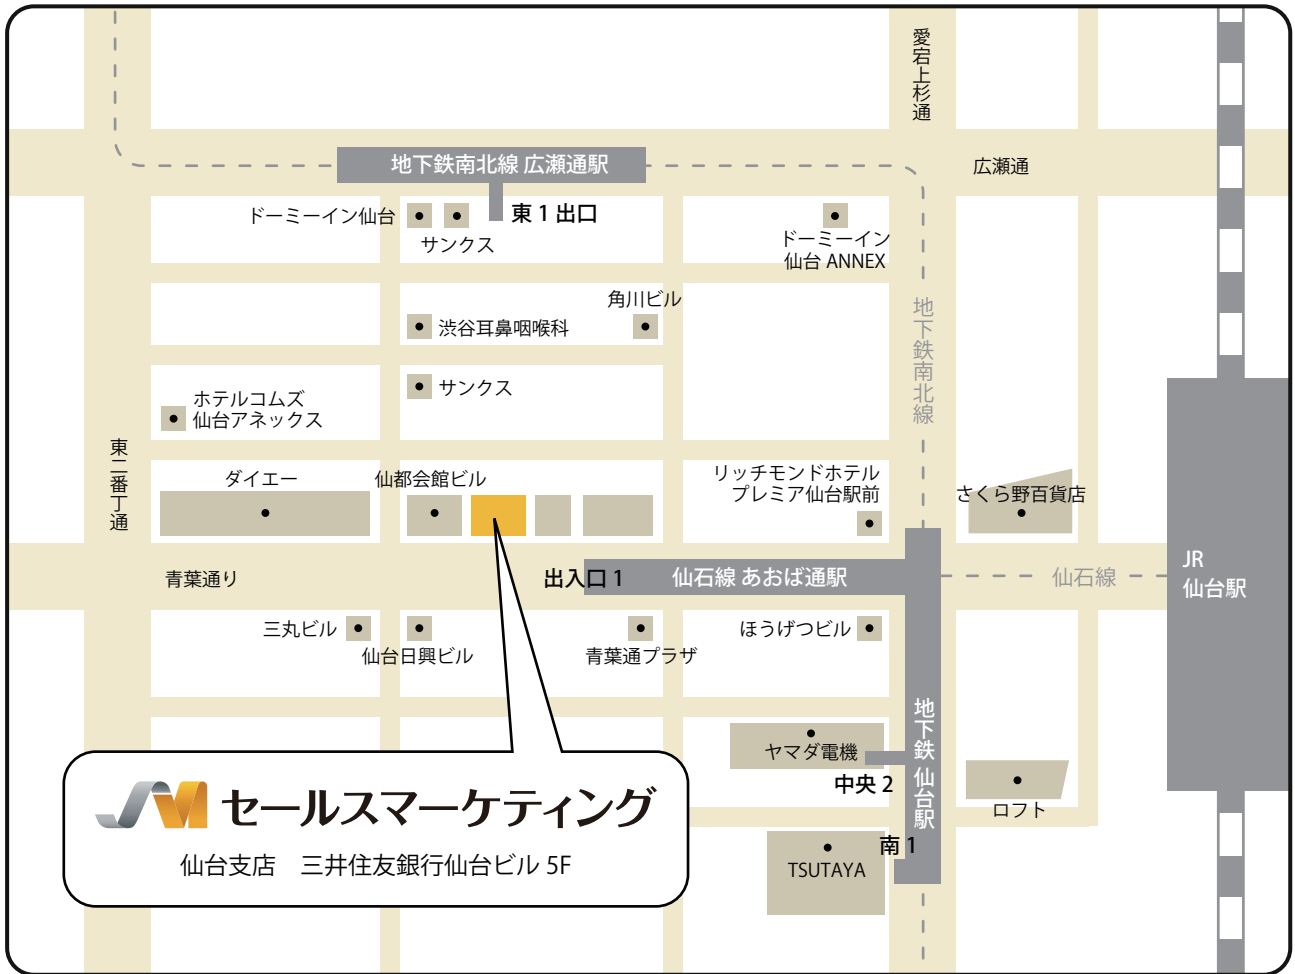 愛宕上杉通
地下鉄南北線 広瀬通駅
広瀬通
ドーミーイン仙台
サンクス
東 1 出口
ドーミーイン
仙台 ANNEX
角川ビル
渋谷耳鼻咽喉科
地下鉄南北線
サンクス
ホテルコムズ
仙台アネックス
東二番丁通
ダイエー
仙都会館ビル
リッチモンドホテル
プレミア仙台駅前
さくら野百貨店
青葉通り
出入口 1
仙石線 あおば通駅
仙石線
JR
仙台駅
三丸ビル
仙台日興ビル
青葉通プラザ
ほうげつビル
地下鉄 仙台駅
ヤマダ電機
中央 2
ロフト
南 1
TSUTAYA
SM セールスマーケティング
仙台支店 三井住友銀行仙台ビル 5F